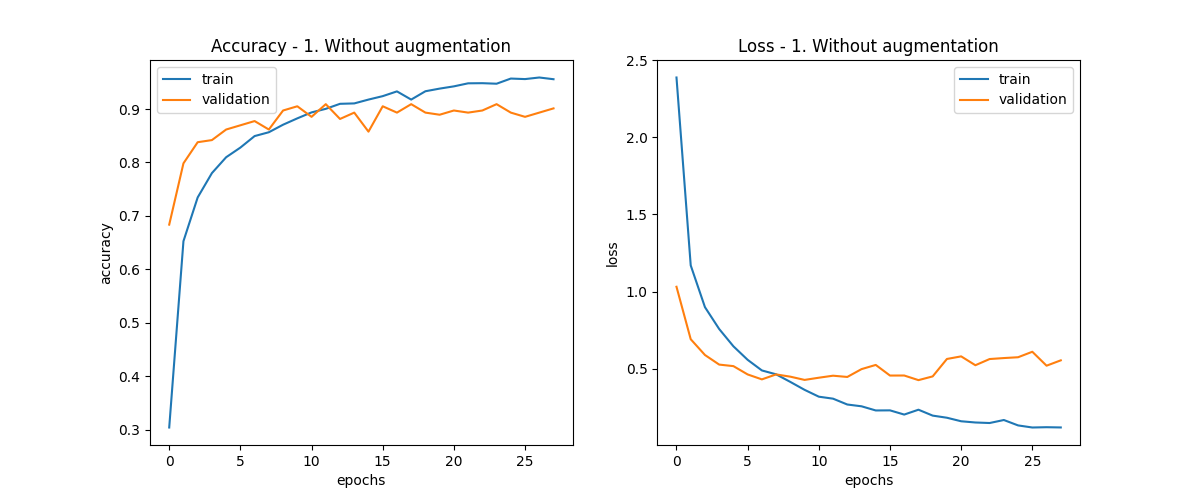 Accuracy - 1. Without augmentation
train
validation
0.9
0.8
0.7
0.6
0.5
0.4
0.3
accuracy
0 5 10 15 20 25
epochs
Loss - 1. Without augmentation
train
validation
2.5
2.0
1.5
1.0
0.5
loss
0 5 10 15 20 25
epochs